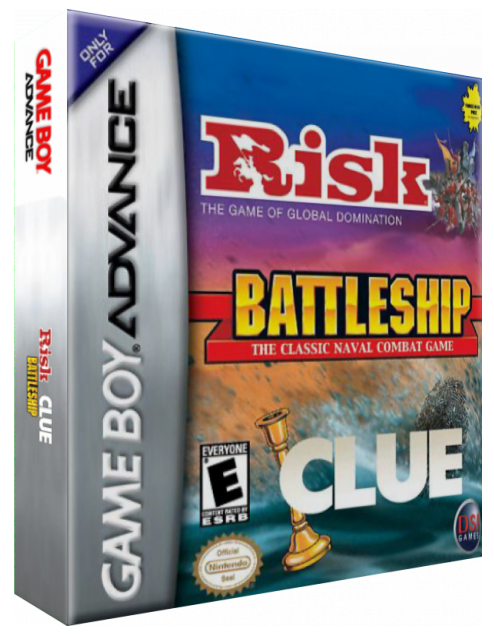 GAME BOY
ADVANCE
Risk CLUE
BATTLESHIP
ONLY
FOR
GAME BOY ADVANCE
Risk
THE GAME OF GLOBAL DOMINATION
BATTLESHIP
THE CLASSIC NAVAL COMBAT GAME
CLUE
EVERYONE
E
CONTENT RATED BY
ESRB
Official
Nintendo
Seal
DSI
GAMES